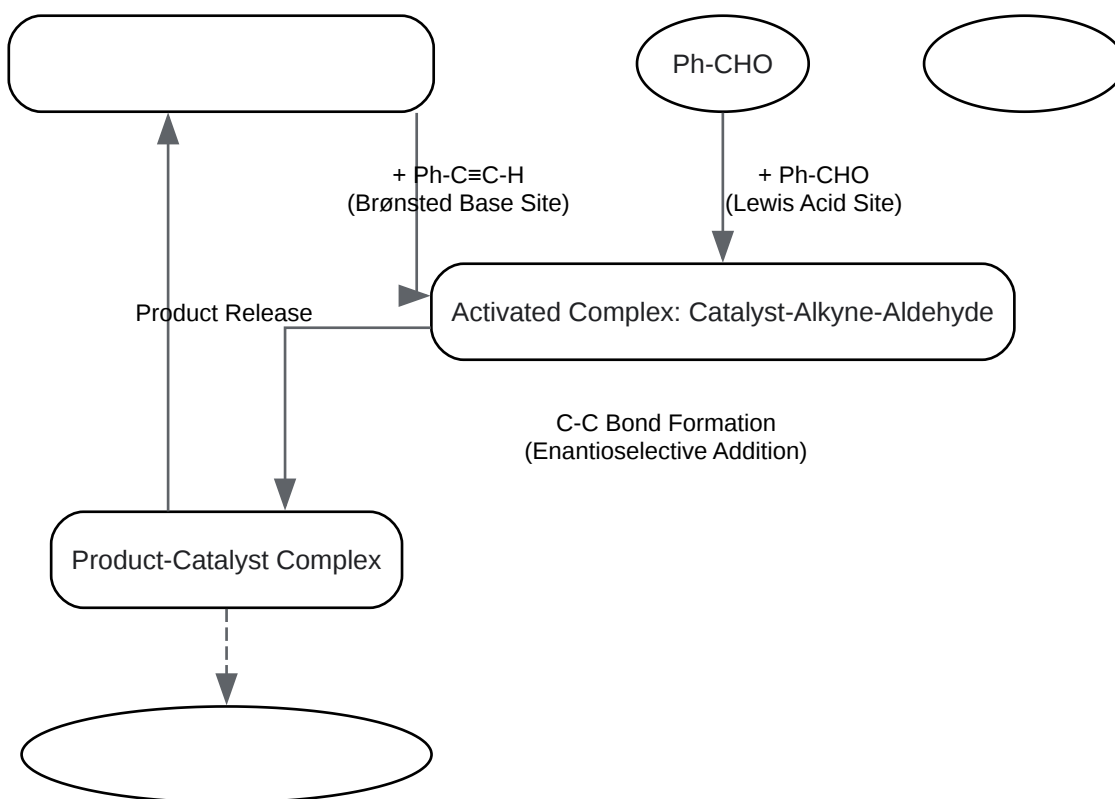 Ph-CHO
+ Ph-C≡C-H
(Brønsted Base Site)
+ Ph-CHO
(Lewis Acid Site)
Activated Complex: Catalyst-Alkyne-Aldehyde
Product Release
C-C Bond Formation
(Enantioselective Addition)
Product-Catalyst Complex